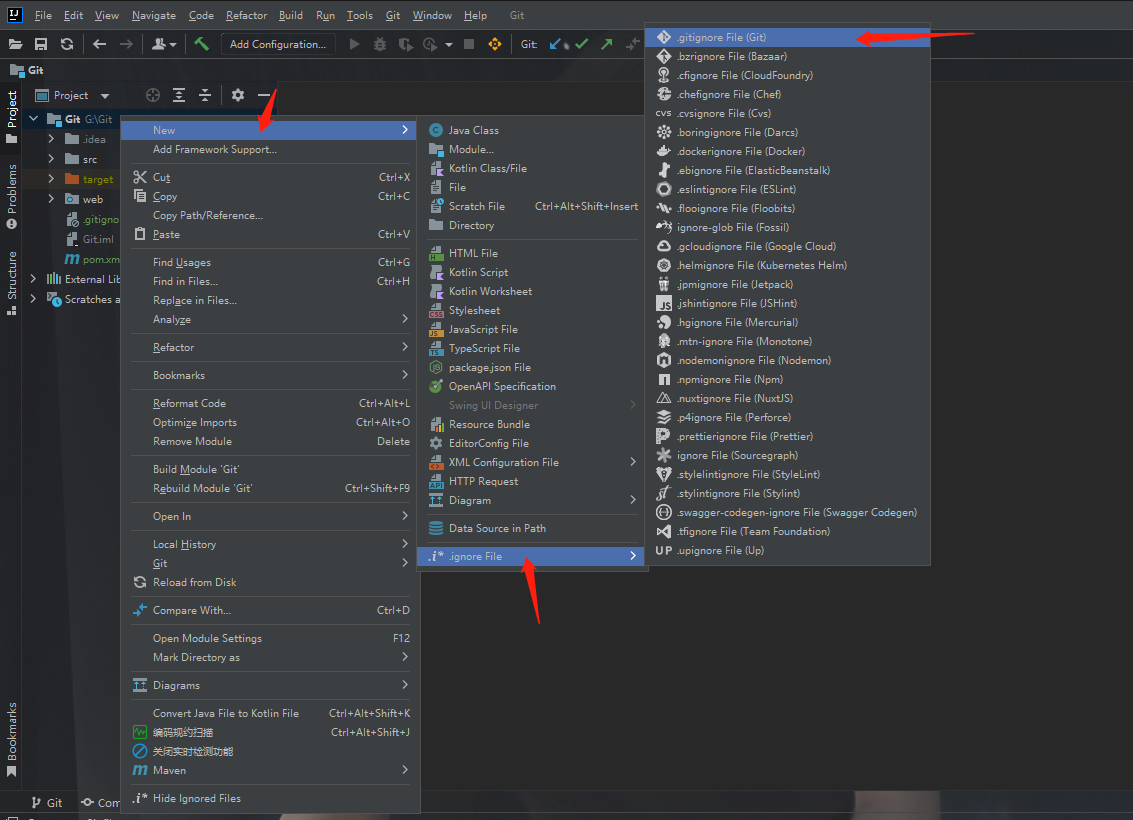 IJ File Edit View Navigate Code Refactor Build Run Tools Git Window Help Git
Add Configuration... Git:
Git
Project
Project
Git G:\Git
.idea
src
target
web
.gitigno
Git.iml
pom.xm
External Lib
Scratches a
Problems
Structure
Bookmarks
New
Add Framework Support...
Cut Ctrl+X
Copy Ctrl+C
Copy Path/Reference...
Paste Ctrl+V
Find Usages Ctrl+G
Find in Files... Ctrl+H
Replace in Files...
Analyze
Refactor
Bookmarks
Reformat Code Ctrl+Alt+L
Optimize Imports Ctrl+Alt+O
Remove Module Delete
Build Module 'Git'
Rebuild Module 'Git' Ctrl+Shift+F9
Open In
Local History
Git
Reload from Disk
Compare With... Ctrl+D
Open Module Settings F12
Mark Directory as
Diagrams
Convert Java File to Kotlin File Ctrl+Alt+Shift+K
编码规约扫描 Ctrl+Alt+Shift+J
关闭实时检测功能
Maven
.i* Hide Ignored Files
Java Class
Module...
Kotlin Class/File
File
Scratch File Ctrl+Alt+Shift+Insert
Directory
HTML File
Kotlin Script
Kotlin Worksheet
Stylesheet
JavaScript File
TypeScript File
package.json File
OpenAPI Specification
Swing UI Designer
Resource Bundle
EditorConfig File
XML Configuration File
HTTP Request
Diagram
Data Source in Path
.i* .ignore File
.gitignore File (Git)
.bzrignore File (Bazaar)
.cfignore File (CloudFoundry)
.chefignore File (Chef)
cvs .cvsignore File (Cvs)
.boringignore File (Darcs)
.dockerignore File (Docker)
.ebignore File (ElasticBeanstalk)
.eslintignore File (ESLint)
.flooignore File (Floobits)
ignore-glob File (Fossil)
.gcloudignore File (Google Cloud)
.helmignore File (Kubernetes Helm)
.jpmignore File (Jetpack)
JS .jshintignore File (JSHint)
.hgignore File (Mercurial)
.mtn-ignore File (Monotone)
.nodemonignore File (Nodemon)
.npmignore File (Npm)
.nuxtignore File (NuxtJS)
.p4ignore File (Perforce)
.prettierignore File (Prettier)
ignore File (Sourcegraph)
.stylelintignore File (StyleLint)
.stylintignore File (Stylint)
.swagger-codegen-ignore File (Swagger Codegen)
.tfignore File (Team Foundation)
UP .upignore File (Up)
Git Com